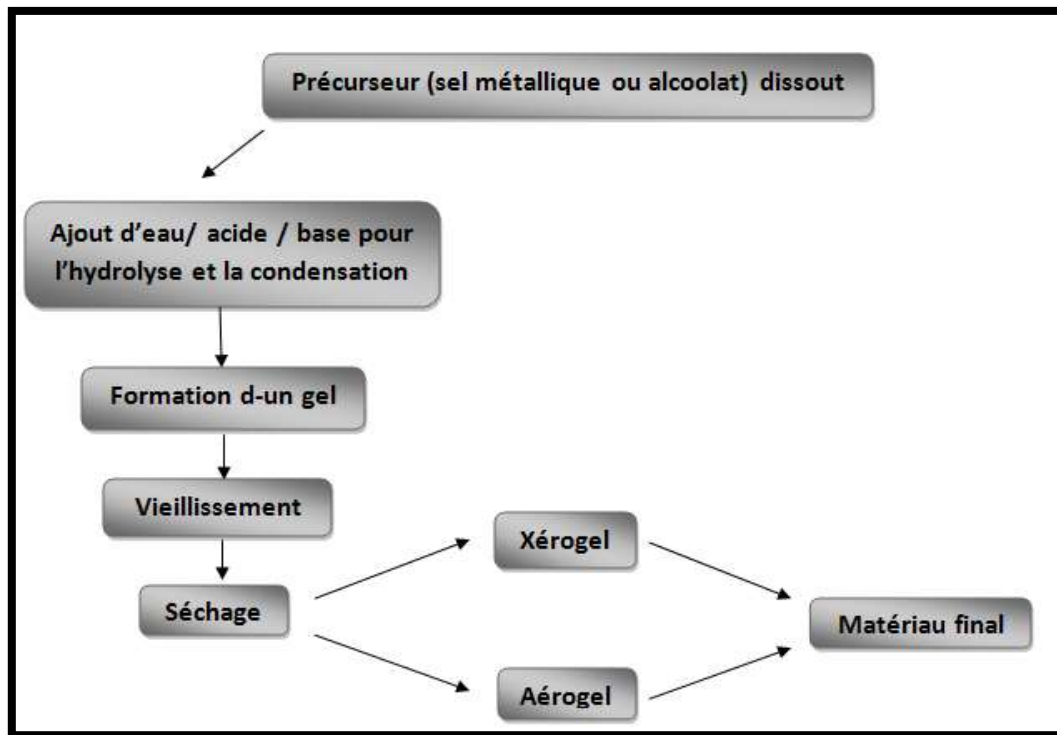 Précurseur (sel métallique ou alcoolat) dissout
Ajout d'eau/ acide / base pour
l'hydrolyse et la condensation
Formation d-un gel
Vieillissement
Séchage
Xérogel
Aérogel
Matériau final